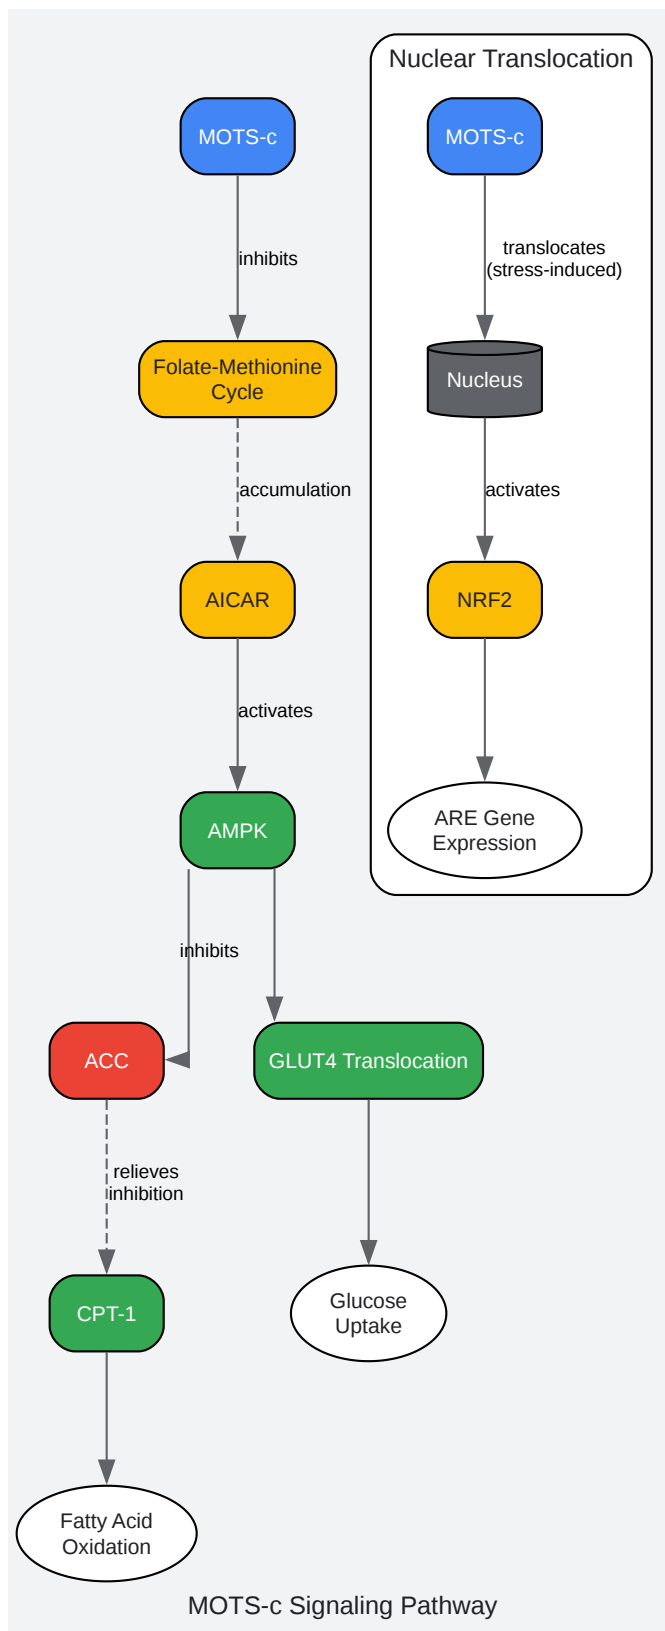 Nuclear Translocation
MOTS-c
MOTS-c
inhibits
translocates
(stress-induced)
Folate-Methionine
Cycle
Nucleus
accumulation
activates
AICAR
NRF2
activates
AMPK
ARE Gene
Expression
inhibits
ACC
GLUT4 Translocation
relieves
inhibition
CPT-1
Glucose
Uptake
Fatty Acid
Oxidation
MOTS-c Signaling Pathway